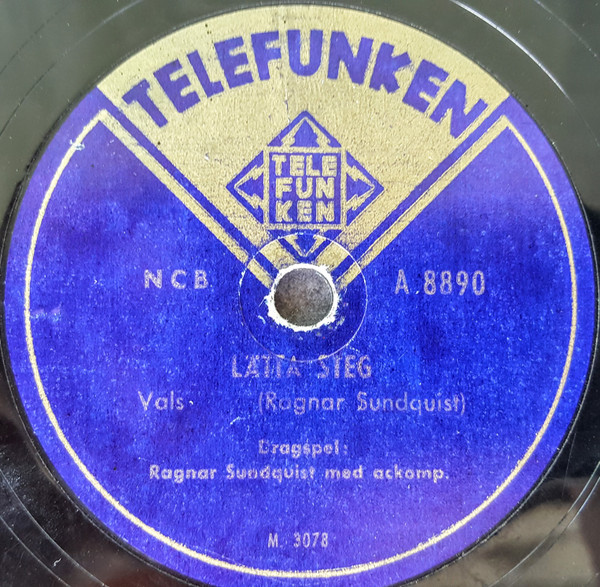 TELEFUNKEN
TELE
FUN
KEN
NCB A.8890
LÄTTA STEG
Vals (Ragnar Sundquist)
Dragspel:
Ragnar Sundquist med ackomp.
M. 3078